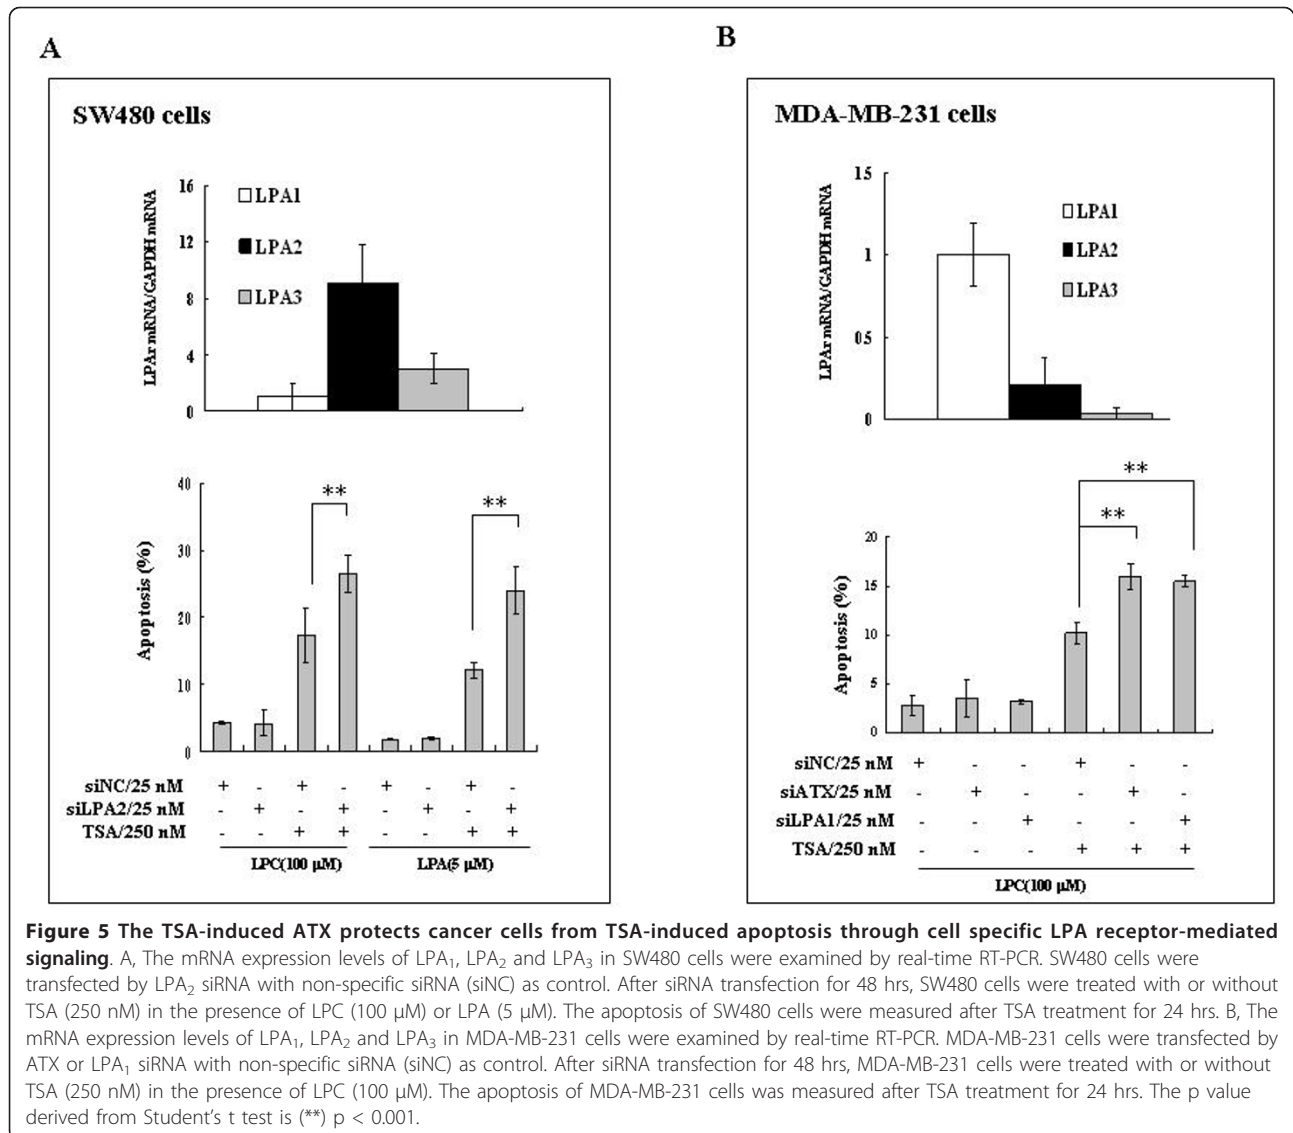 A
SW480 cells
LPAr mRNA/GAPDH mRNA
16
12
8
4
0
LPA1
LPA2
LPA3
Apoptosis (%)
40
30
20
10
0
**
**
siNC/25 nM + - + - + - + -
siLPA2/25 nM - + - + - + - +
TSA/250 nM - - + + - - + +
LPC(100 µM) LPA(5 µM)
B
MDA-MB-231 cells
LPAr mRNA/GAPDH mRNA
15
1
05
0
LPA1
LPA2
LPA3
Apoptosis (%)
20
15
10
5
0
**
**
siNC/25 nM + - - + - -
siATX/25 nM - + - - + -
siLPA1/25 nM - - + - - +
TSA/250 nM - - - + + +
LPC(100 µM)
Figure 5 The TSA-induced ATX protects cancer cells from TSA-induced apoptosis through cell specific LPA receptor-mediated
signaling. A, The mRNA expression levels of LPA1, LPA2 and LPA3 in SW480 cells were examined by real-time RT-PCR. SW480 cells were
transfected by LPA2 siRNA with non-specific siRNA (siNC) as control. After siRNA transfection for 48 hrs, SW480 cells were treated with or without
TSA (250 nM) in the presence of LPC (100 µM) or LPA (5 µM). The apoptosis of SW480 cells were measured after TSA treatment for 24 hrs. B, The
mRNA expression levels of LPA1, LPA2 and LPA3 in MDA-MB-231 cells were examined by real-time RT-PCR. MDA-MB-231 cells were transfected by
ATX or LPA1 siRNA with non-specific siRNA (siNC) as control. After siRNA transfection for 48 hrs, MDA-MB-231 cells were treated with or without
TSA (250 nM) in the presence of LPC (100 µM). The apoptosis of MDA-MB-231 cells was measured after TSA treatment for 24 hrs. The p value
derived from Student's t test is (**) p < 0.001.